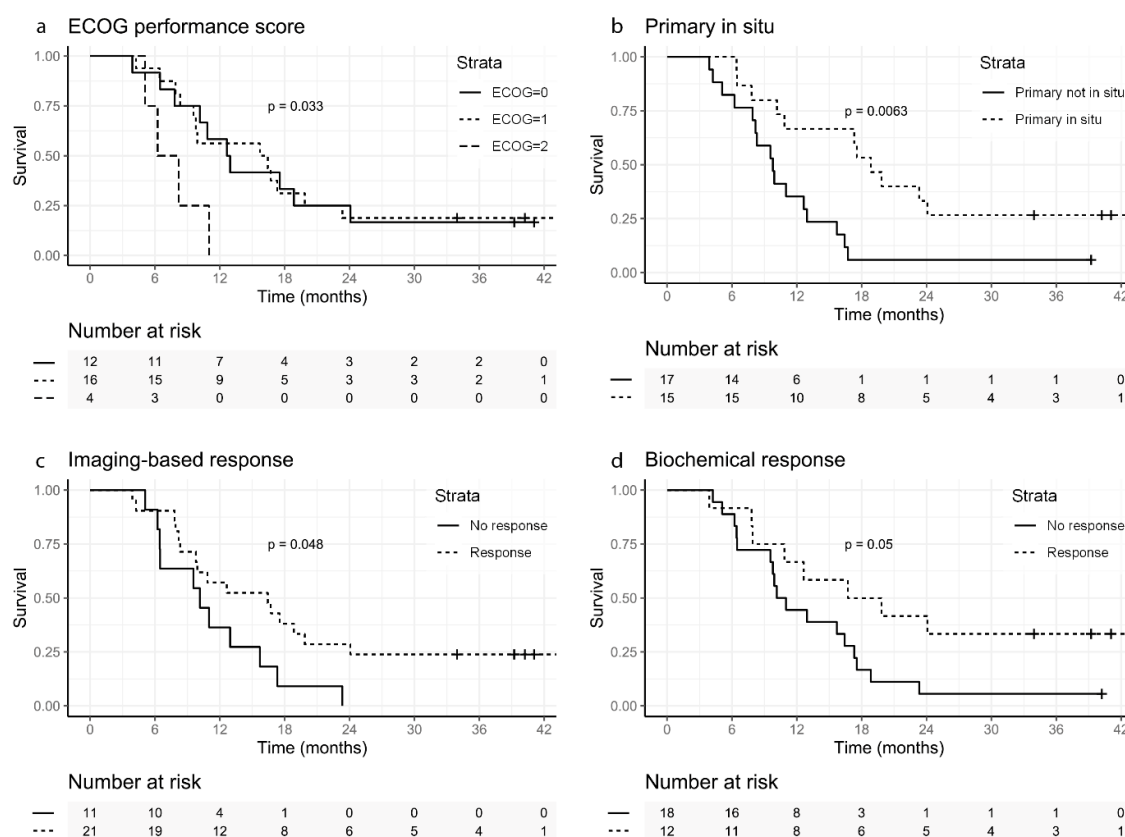 a ECOG performance score
1.00
0.75
0.50
0.25
0.00
Survival
Strata
ECOG=0
ECOG=1
ECOG=2
p = 0.033
0 6 12 18 24 30 36 42
Time (months)
Number at risk
12 11 7 4 3 2 2 0
16 15 9 5 3 3 2 1
4 3 0 0 0 0 0 0
b Primary in situ
1.00
0.75
0.50
0.25
0.00
Survival
Strata
Primary not in situ
Primary in situ
p = 0.0063
0 6 12 18 24 30 36 42
Time (months)
Number at risk
17 14 6 1 1 1 1 0
15 15 10 8 5 4 3 1
c Imaging-based response
1.00
0.75
0.50
0.25
0.00
Survival
Strata
No response
Response
p = 0.048
0 6 12 18 24 30 36 42
Time (months)
Number at risk
11 10 4 1 0 0 0 0
21 19 12 8 6 5 4 1
d Biochemical response
1.00
0.75
0.50
0.25
0.00
Survival
Strata
No response
Response
p = 0.05
0 6 12 18 24 30 36 42
Time (months)
Number at risk
18 16 8 3 1 1 1 0
12 11 8 6 5 4 3 1